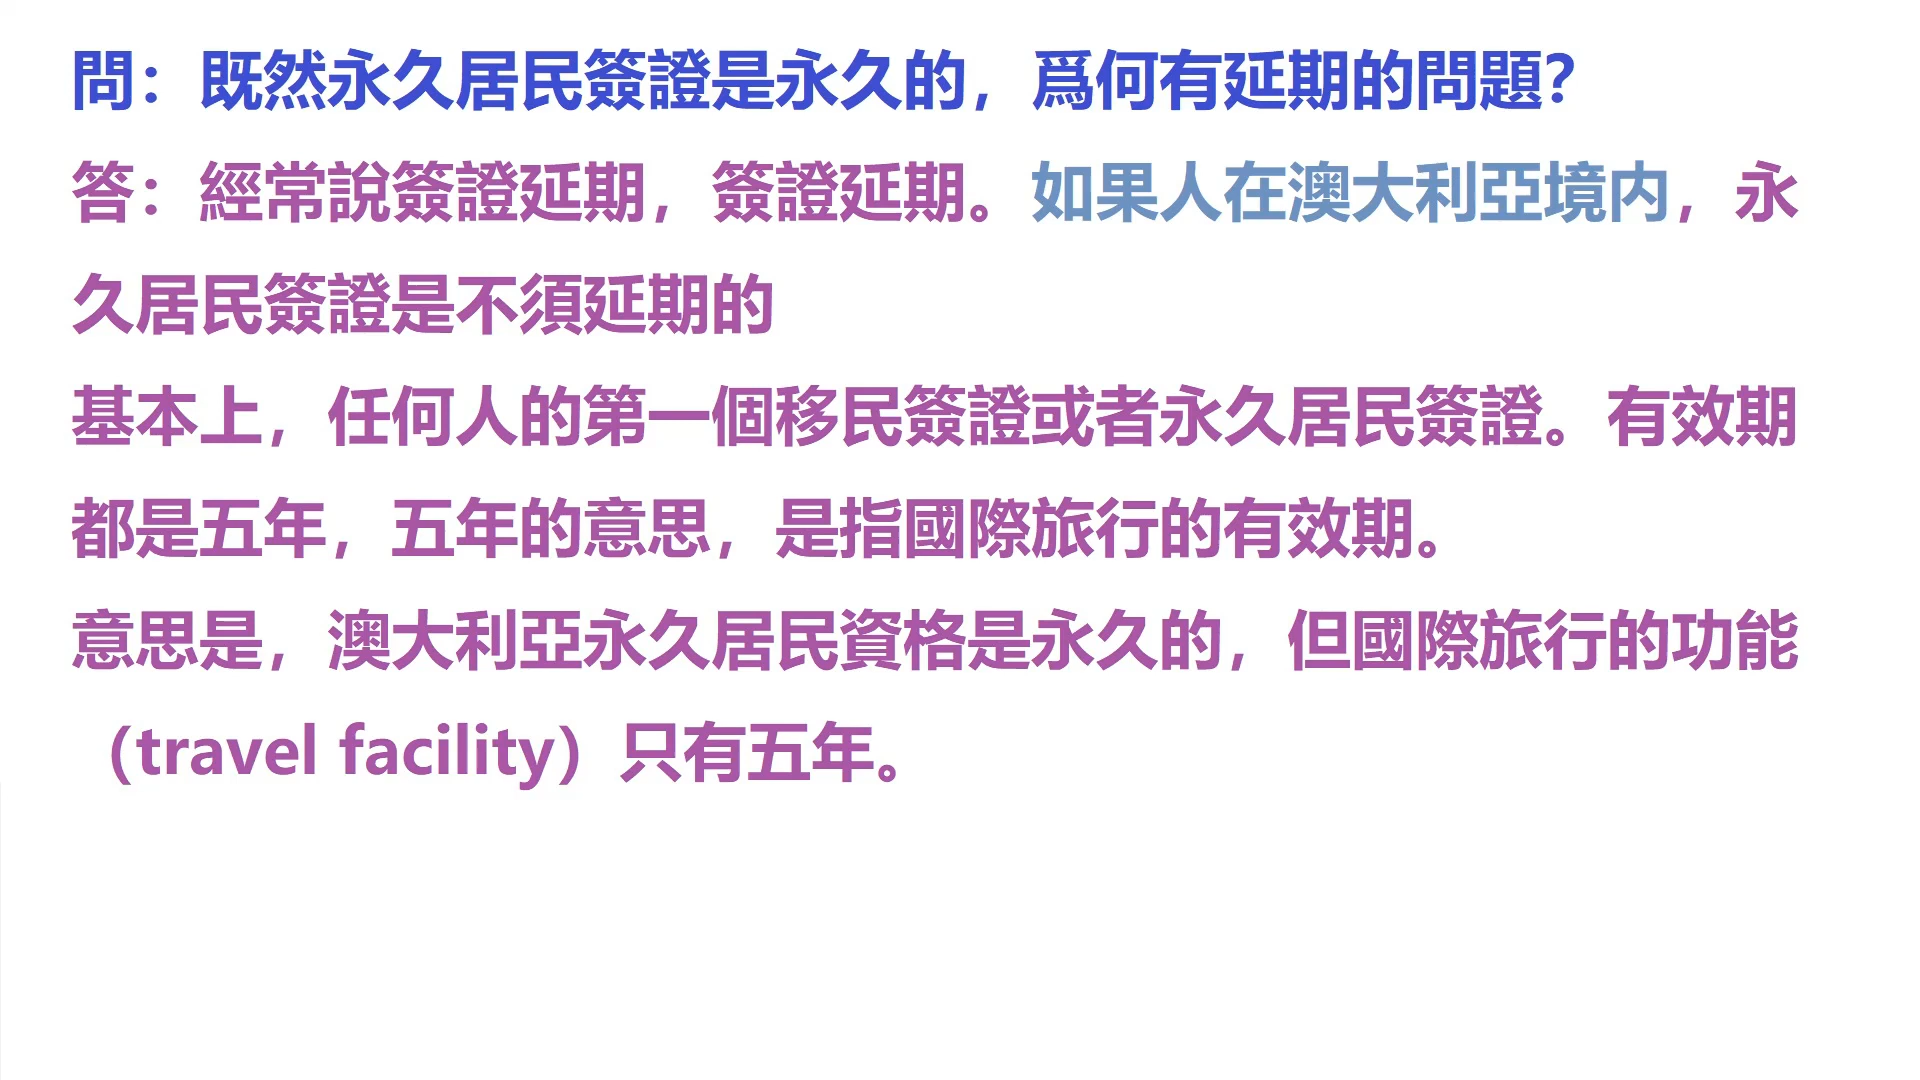 問：既然永久居民簽證是永久的，爲何有延期的問題？
答：經常說簽證延期，簽證延期。如果人在澳大利亞境内，永
久居民簽證是不須延期的
基本上，任何人的第一個移民簽證或者永久居民簽證。有效期
都是五年，五年的意思，是指國際旅行的有效期。
意思是，澳大利亞永久居民資格是永久的，但國際旅行的功能
（travel facility）只有五年。